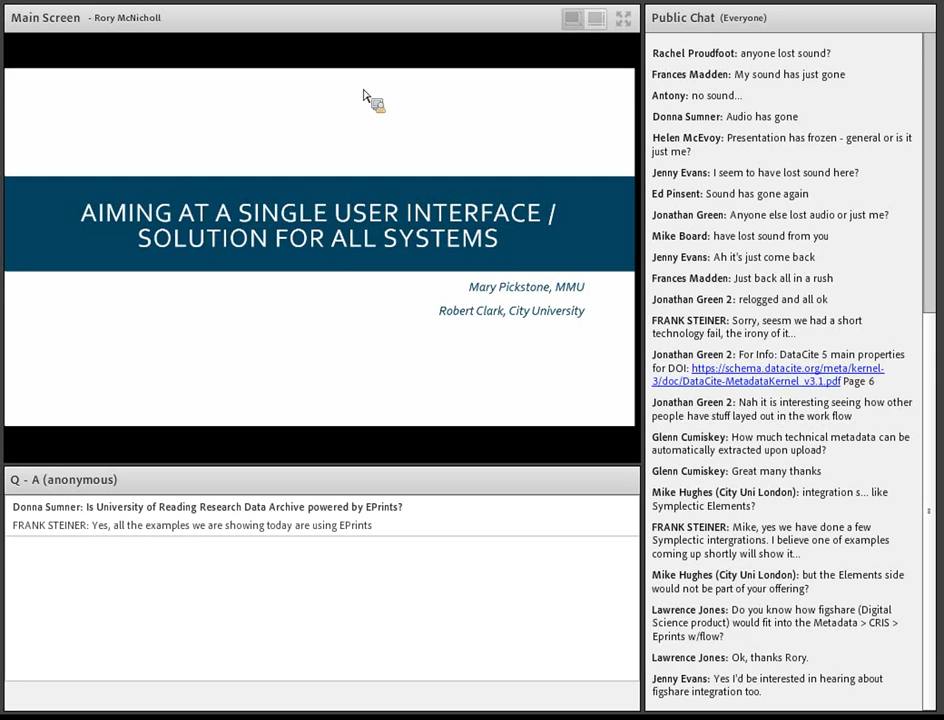 Main Screen - Rory McNicholl
AIMING AT A SINGLE USER INTERFACE /
SOLUTION FOR ALL SYSTEMS
Mary Pickstone, MMU
Robert Clark, City University
Q - A (anonymous)
Donna Sumner: Is University of Reading Research Data Archive powered by EPrints?
FRANK STEINER: Yes, all the examples we are showing today are using EPrints
Public Chat (Everyone)
Rachel Proudfoot: anyone lost sound?
Frances Madden: My sound has just gone
Antony: no sound...
Donna Sumner: Audio has gone
Helen McEvoy: Presentation has frozen - general or is it
just me?
Jenny Evans: I seem to have lost sound here?
Ed Pinsent: Sound has gone again
Jonathan Green: Anyone else lost audio or just me?
Mike Board: have lost sound from you
Jenny Evans: Ah it's just come back
Frances Madden: Just back all in a rush
Jonathan Green 2: relogged and all ok
FRANK STEINER: Sorry, seesm we had a short
technology fail, the irony of it...
Jonathan Green 2: For Info: DataCite 5 main properties
for DOI: https://schema.datacite.org/meta/kernel-
3/doc/DataCite-MetadataKernel_v3.1.pdf Page 6
Jonathan Green 2: Nah it is interesting seeing how other
people have stuff layed out in the work flow
Glenn Cumiskey: How much technical metadata can be
automatically extracted upon upload?
Glenn Cumiskey: Great many thanks
Mike Hughes (City Uni London): integration s... like
Symplectic Elements?
FRANK STEINER: Mike, yes we have done a few
Symplectic intergrations. I believe one of examples
coming up shortly will show it...
Mike Hughes (City Uni London): but the Elements side
would not be part of your offering?
Lawrence Jones: Do you know how figshare (Digital
Science product) would fit into the Metadata > CRIS >
Eprints w/flow?
Lawrence Jones: Ok, thanks Rory.
Jenny Evans: Yes I'd be interested in hearing about
figshare integration too.